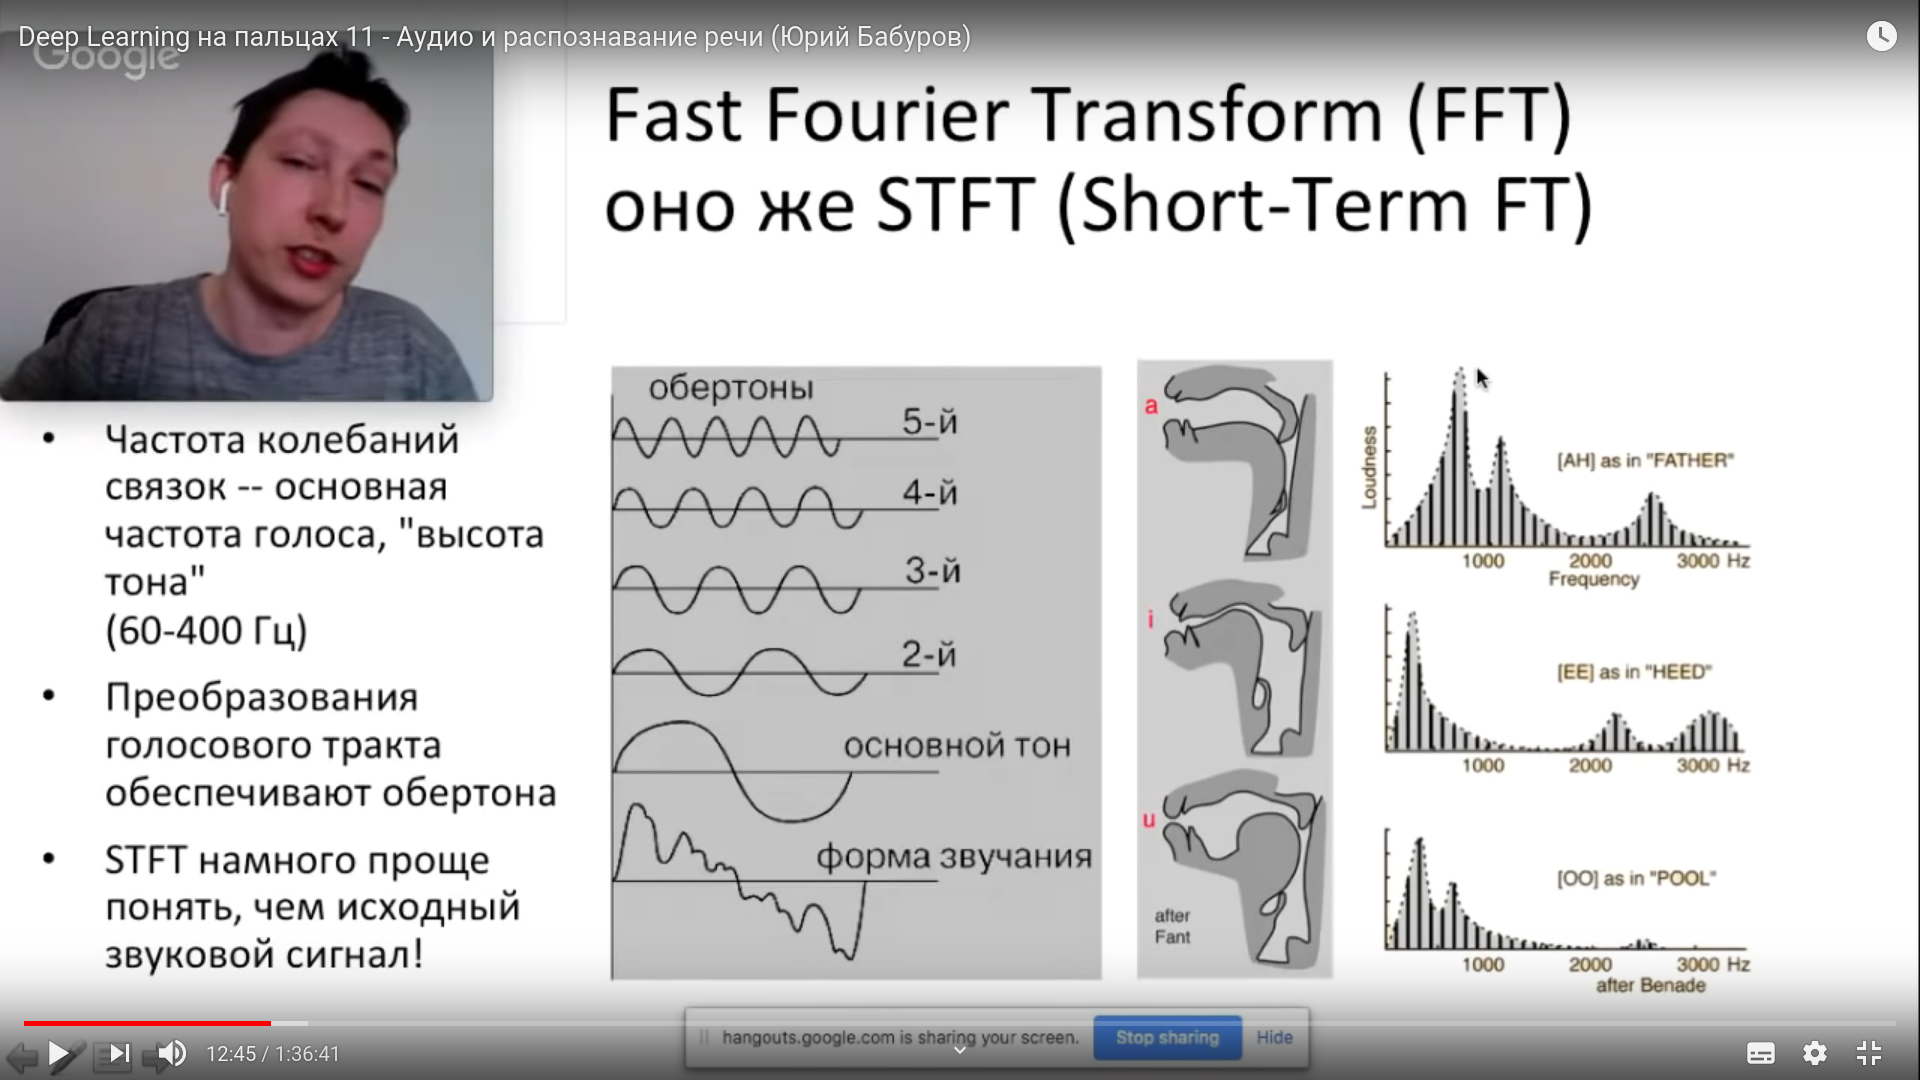 Deep Learning на пальцах 11 - Аудио и распознавание речи (Юрий Бабуров)
Google
Fast Fourier Transform (FFT)
оно же STFT (Short-Term FT)
• Частота колебаний
связок -- основная
частота голоса, "высота
тона"
(60-400 Гц)
• Преобразования
голосового тракта
обеспечивают обертона
• STFT намного проще
понять, чем исходный
звуковой сигнал!
обертоны
5-й
4-й
3-й
2-й
основной тон
форма звучания
a
i
u
after
Fant
Loudness
[AH] as in "FATHER"
1000 2000 3000 Hz
Frequency
[EE] as in "HEED"
1000 2000 3000 Hz
[OO] as in "POOL"
1000 2000 3000 Hz
after Benade
hangouts.google.com is sharing your screen.
Stop sharing
Hide
12:45 / 1:36:41